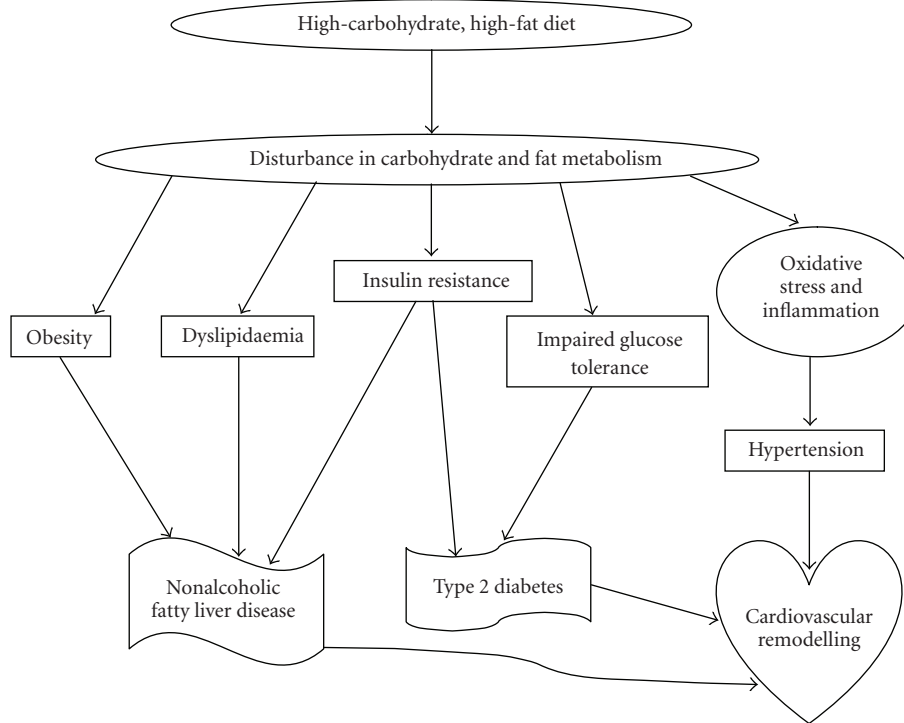 High-carbohydrate, high-fat diet
Disturbance in carbohydrate and fat metabolism
Obesity
Dyslipidaemia
Insulin resistance
Impaired glucose
tolerance
Oxidative
stress and
inflammation
Hypertension
Nonalcoholic
fatty liver disease
Type 2 diabetes
Cardiovascular
remodelling